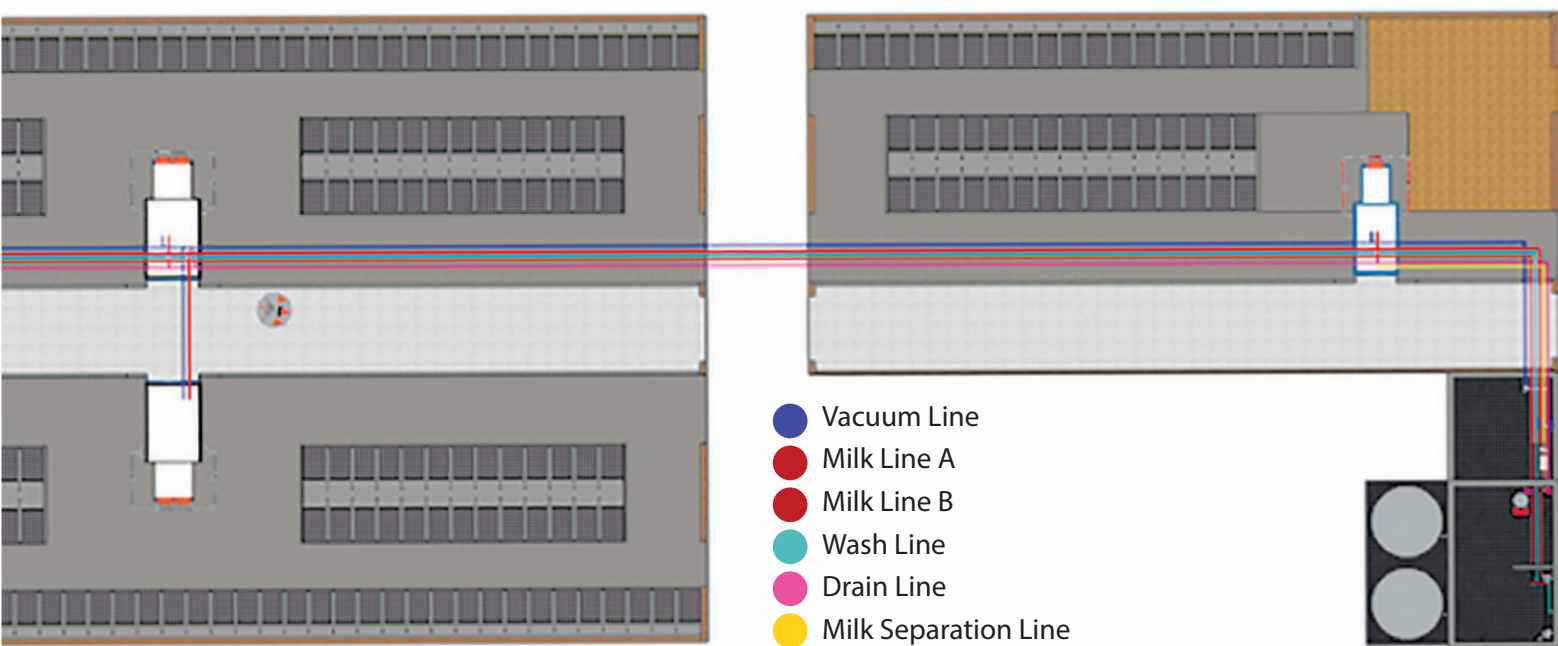 Vacuum Line
Milk Line A
Milk Line B
Wash Line
Drain Line
Milk Separation Line